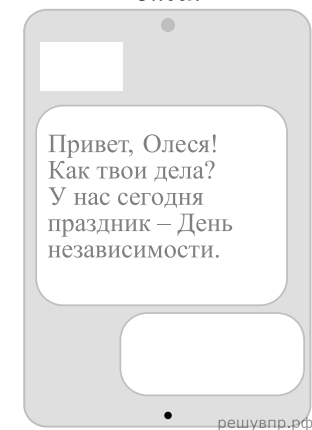 Привет, Олеся!
Как твои дела?
У нас сегодня
праздник – День
независимости.
решувпр.рф